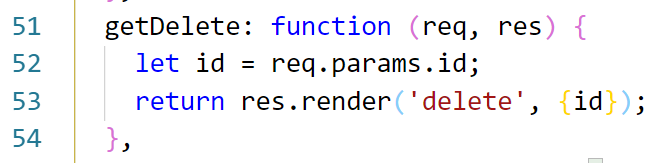 51 getDelete: function (req, res) {
52 let id = req.params.id;
53 return res.render('delete', {id});
54 },